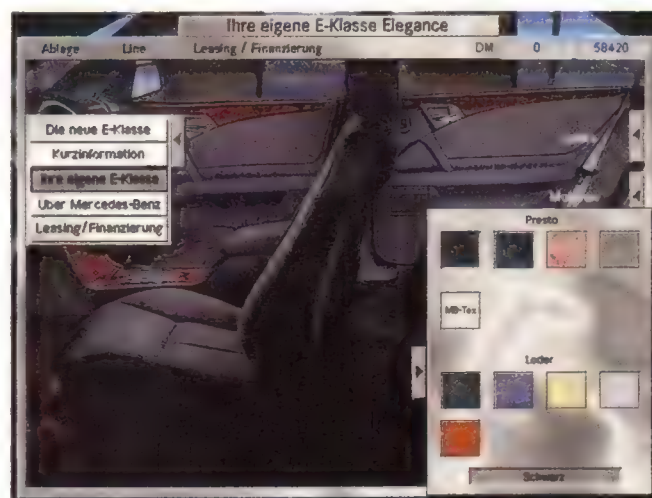 Ihre eigene E-Klasse Elegance
Ablage Line Leasing / Finanzierung DM 0 58420
Die neue E-Klasse
Kurzinformation
Ihre eigene E-Klasse
Über Mercedes-Benz
Leasing/Finanzierung
Presto
MB-Tex
Leder
Schwarz